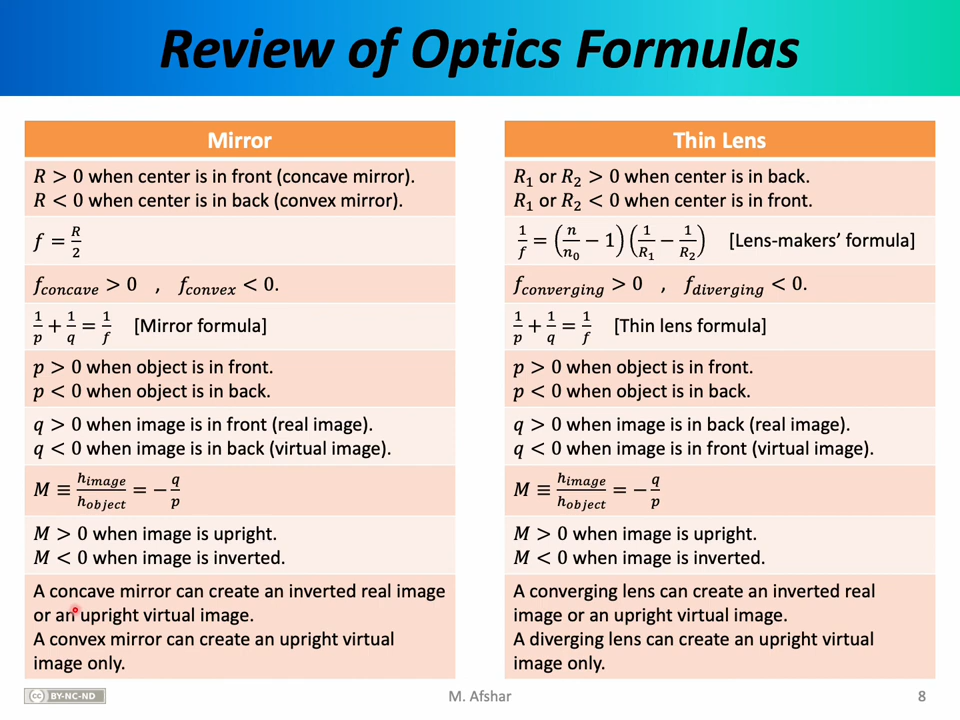 Review of Optics Formulas
Mirror
R > 0 when center is in front (concave mirror).
R < 0 when center is in back (convex mirror).
f = R/2
f_concave > 0 , f_convex < 0.
1/p + 1/q = 1/f [Mirror formula]
p > 0 when object is in front.
p < 0 when object is in back.
q > 0 when image is in front (real image).
q < 0 when image is in back (virtual image).
M ≡ h_image/h_object = −q/p
M > 0 when image is upright.
M < 0 when image is inverted.
A concave mirror can create an inverted real image
or an upright virtual image.
A convex mirror can create an upright virtual
image only.
Thin Lens
R₁ or R₂ > 0 when center is in back.
R₁ or R₂ < 0 when center is in front.
1/f = (n/n₀ − 1)(1/R₁ − 1/R₂) [Lens-makers’ formula]
f_converging > 0 , f_diverging < 0.
1/p + 1/q = 1/f [Thin lens formula]
p > 0 when object is in front.
p < 0 when object is in back.
q > 0 when image is in back (real image).
q < 0 when image is in front (virtual image).
M ≡ h_image/h_object = −q/p
M > 0 when image is upright.
M < 0 when image is inverted.
A converging lens can create an inverted real
image or an upright virtual image.
A diverging lens can create an upright virtual
image only.
cc BY-NC-ND
M. Afshar
8